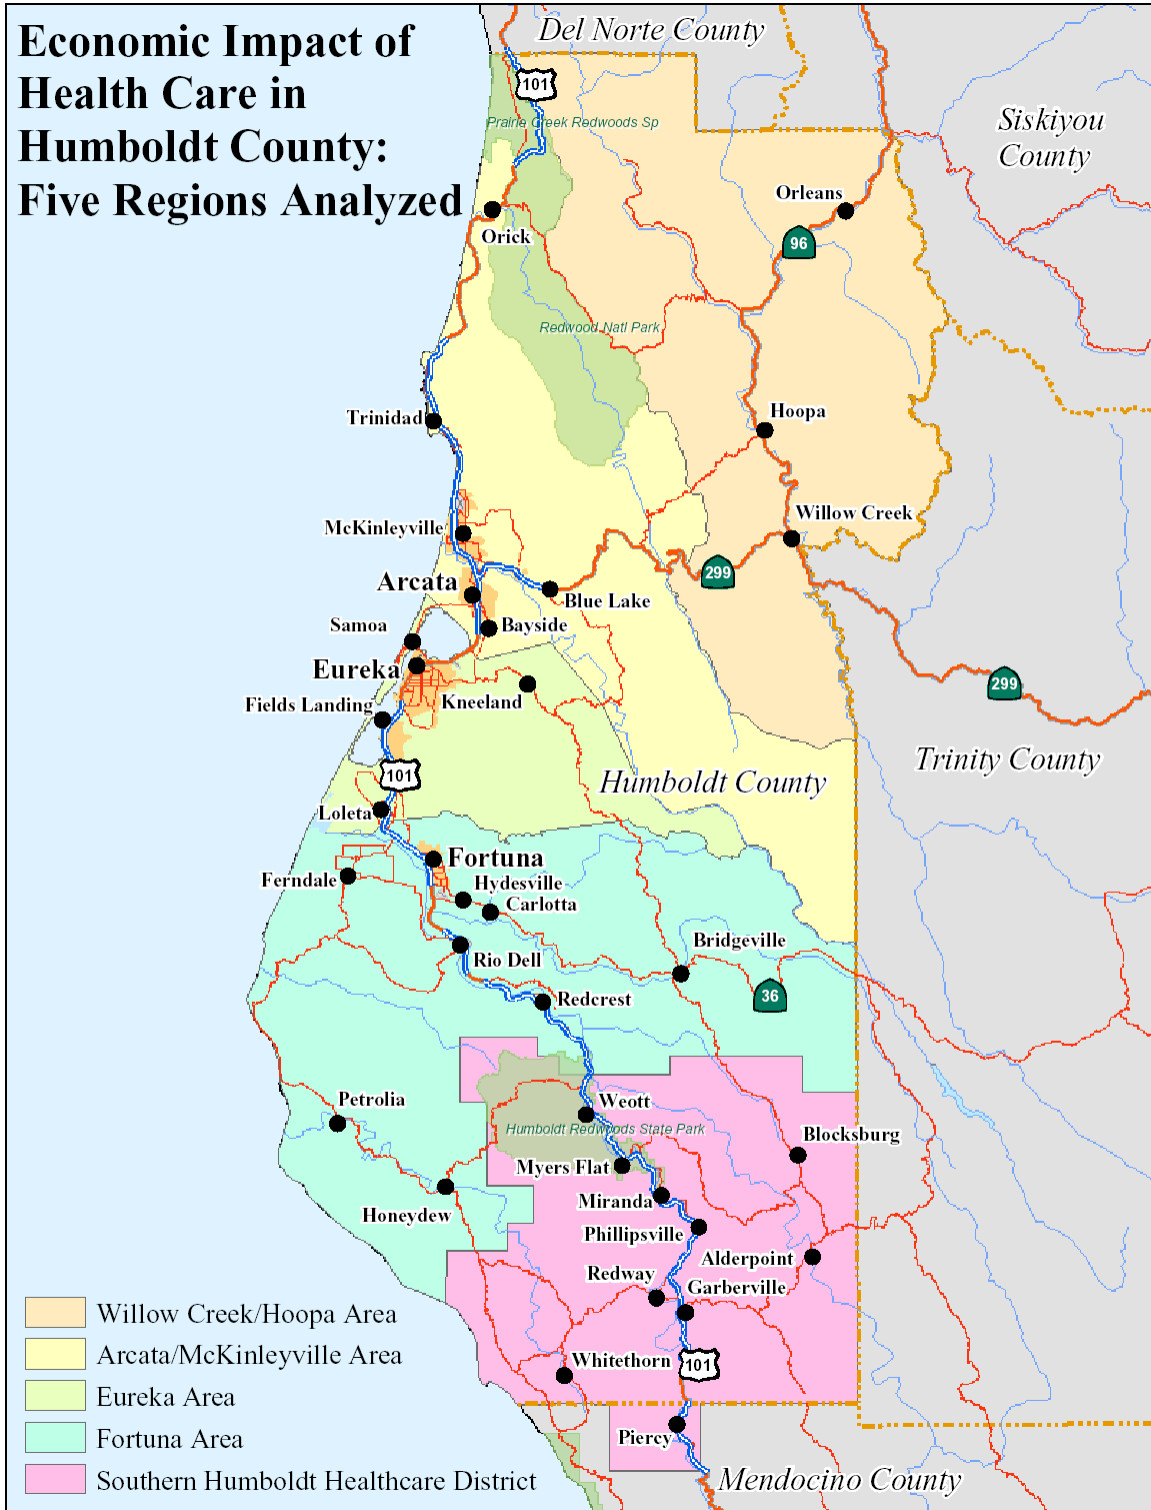 Economic Impact of
Health Care in
Humboldt County:
Five Regions Analyzed
Del Norte County
101
Prairie Creek Redwoods Sp
Siskiyou
County
Orleans
96
Orick
Redwood Natl Park
Trinidad
Hoopa
Willow Creek
McKinleyville
299
Arcata
Blue Lake
Samoa
Bayside
Eureka
299
Kneeland
Fields Landing
Trinity County
101
Humboldt County
Loleta
Fortuna
Ferndale
Hydesville
Carlotta
Bridgeville
Rio Dell
36
Redcrest
Petrolia
Weott
Humboldt Redwoods State Park
Blocksburg
Myers Flat
Miranda
Honeydew
Phillipsville
Alderpoint
Redway
Garberville
Whitethorn
101
Piercy
Mendocino County
Willow Creek/Hoopa Area
Arcata/McKinleyville Area
Eureka Area
Fortuna Area
Southern Humboldt Healthcare District